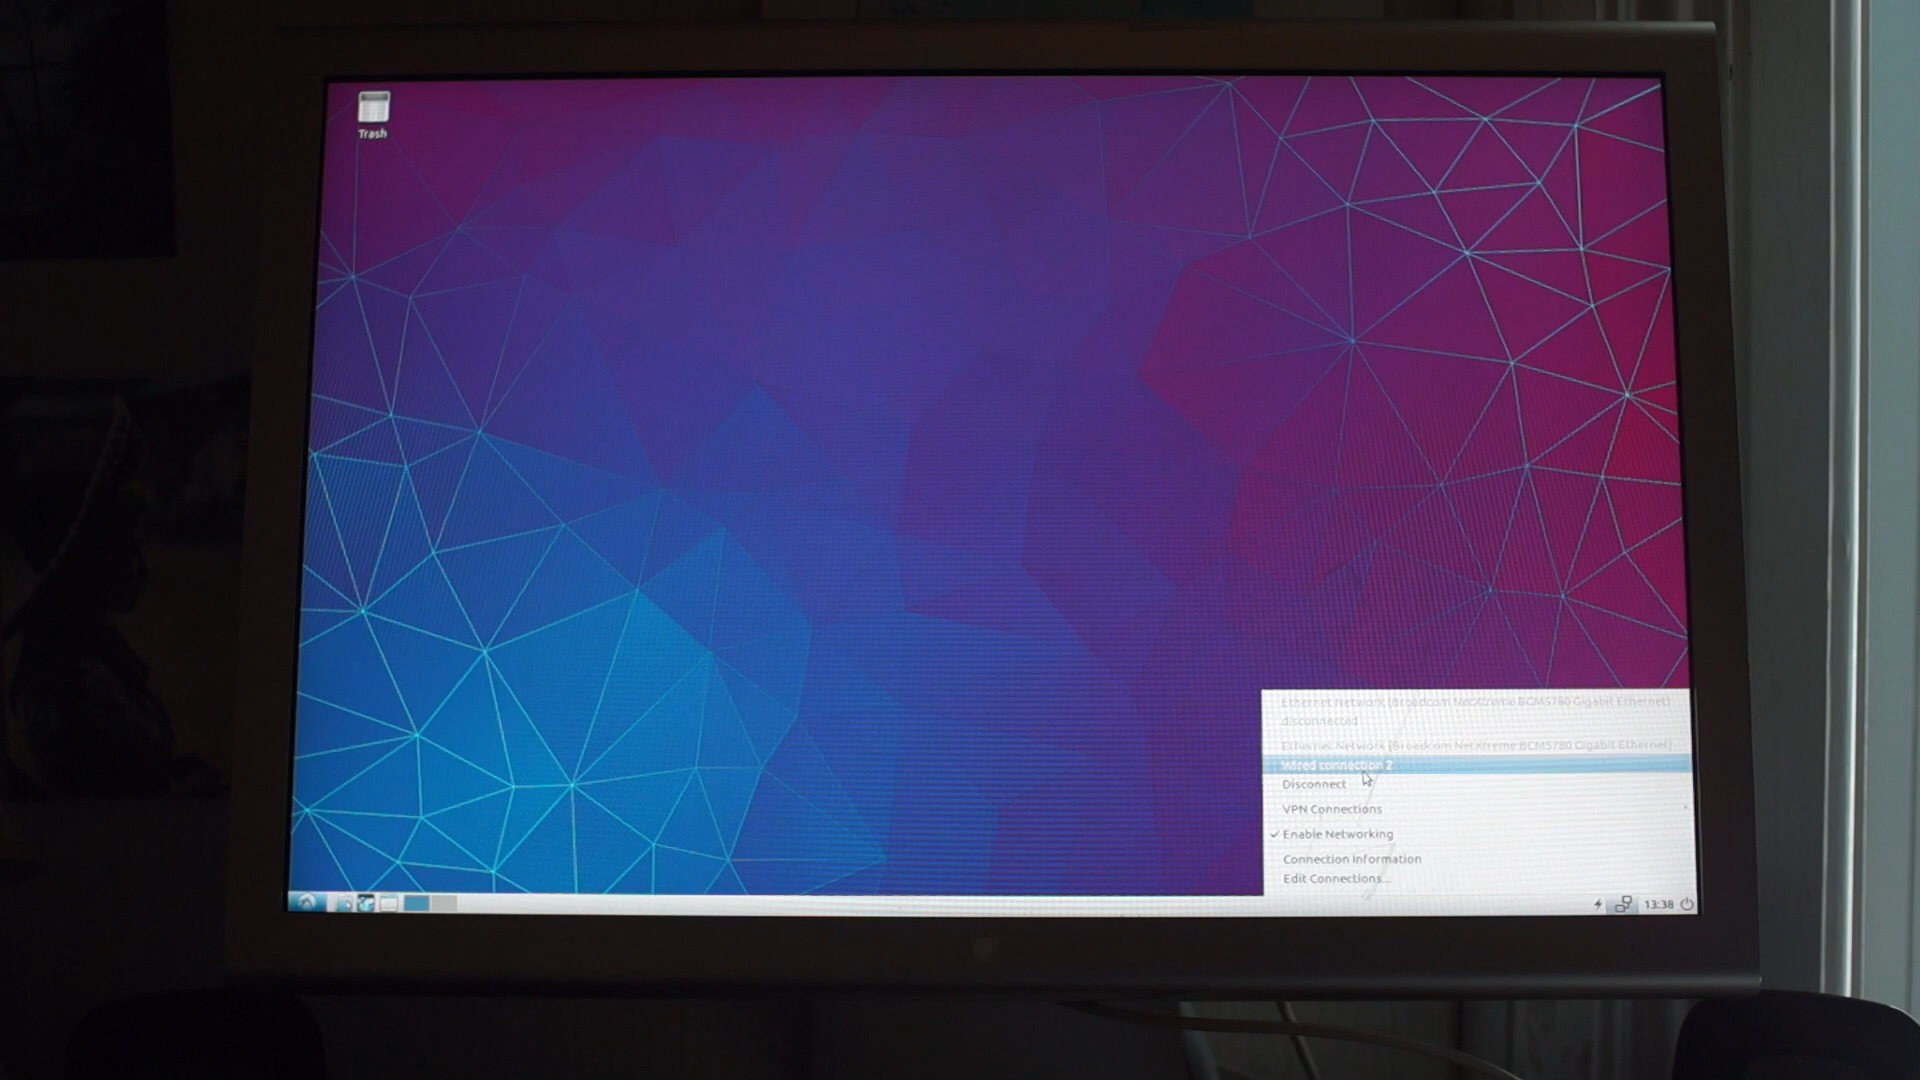 Trash
Ethernet Network (Broadcom NetXtreme BCM5780 Gigabit Ethernet)
disconnected
Ethernet Network (Broadcom NetXtreme BCM5780 Gigabit Ethernet)
Wired connection 2
Disconnect
VPN Connections
Enable Networking
Connection Information
Edit Connections...
13:38